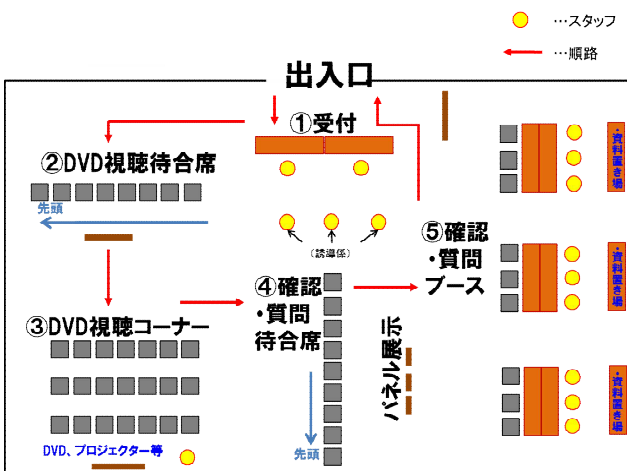 …スタッフ
…順路
出入口
①受付
②DVD視聴待合席
先頭
(誘導係)
③DVD視聴コーナー
DVD、プロジェクター等
④確認
・質問
待合席
先頭
パネル展示
⑤確認
・質問
ブース
・資料置き場
・資料置き場
・資料置き場